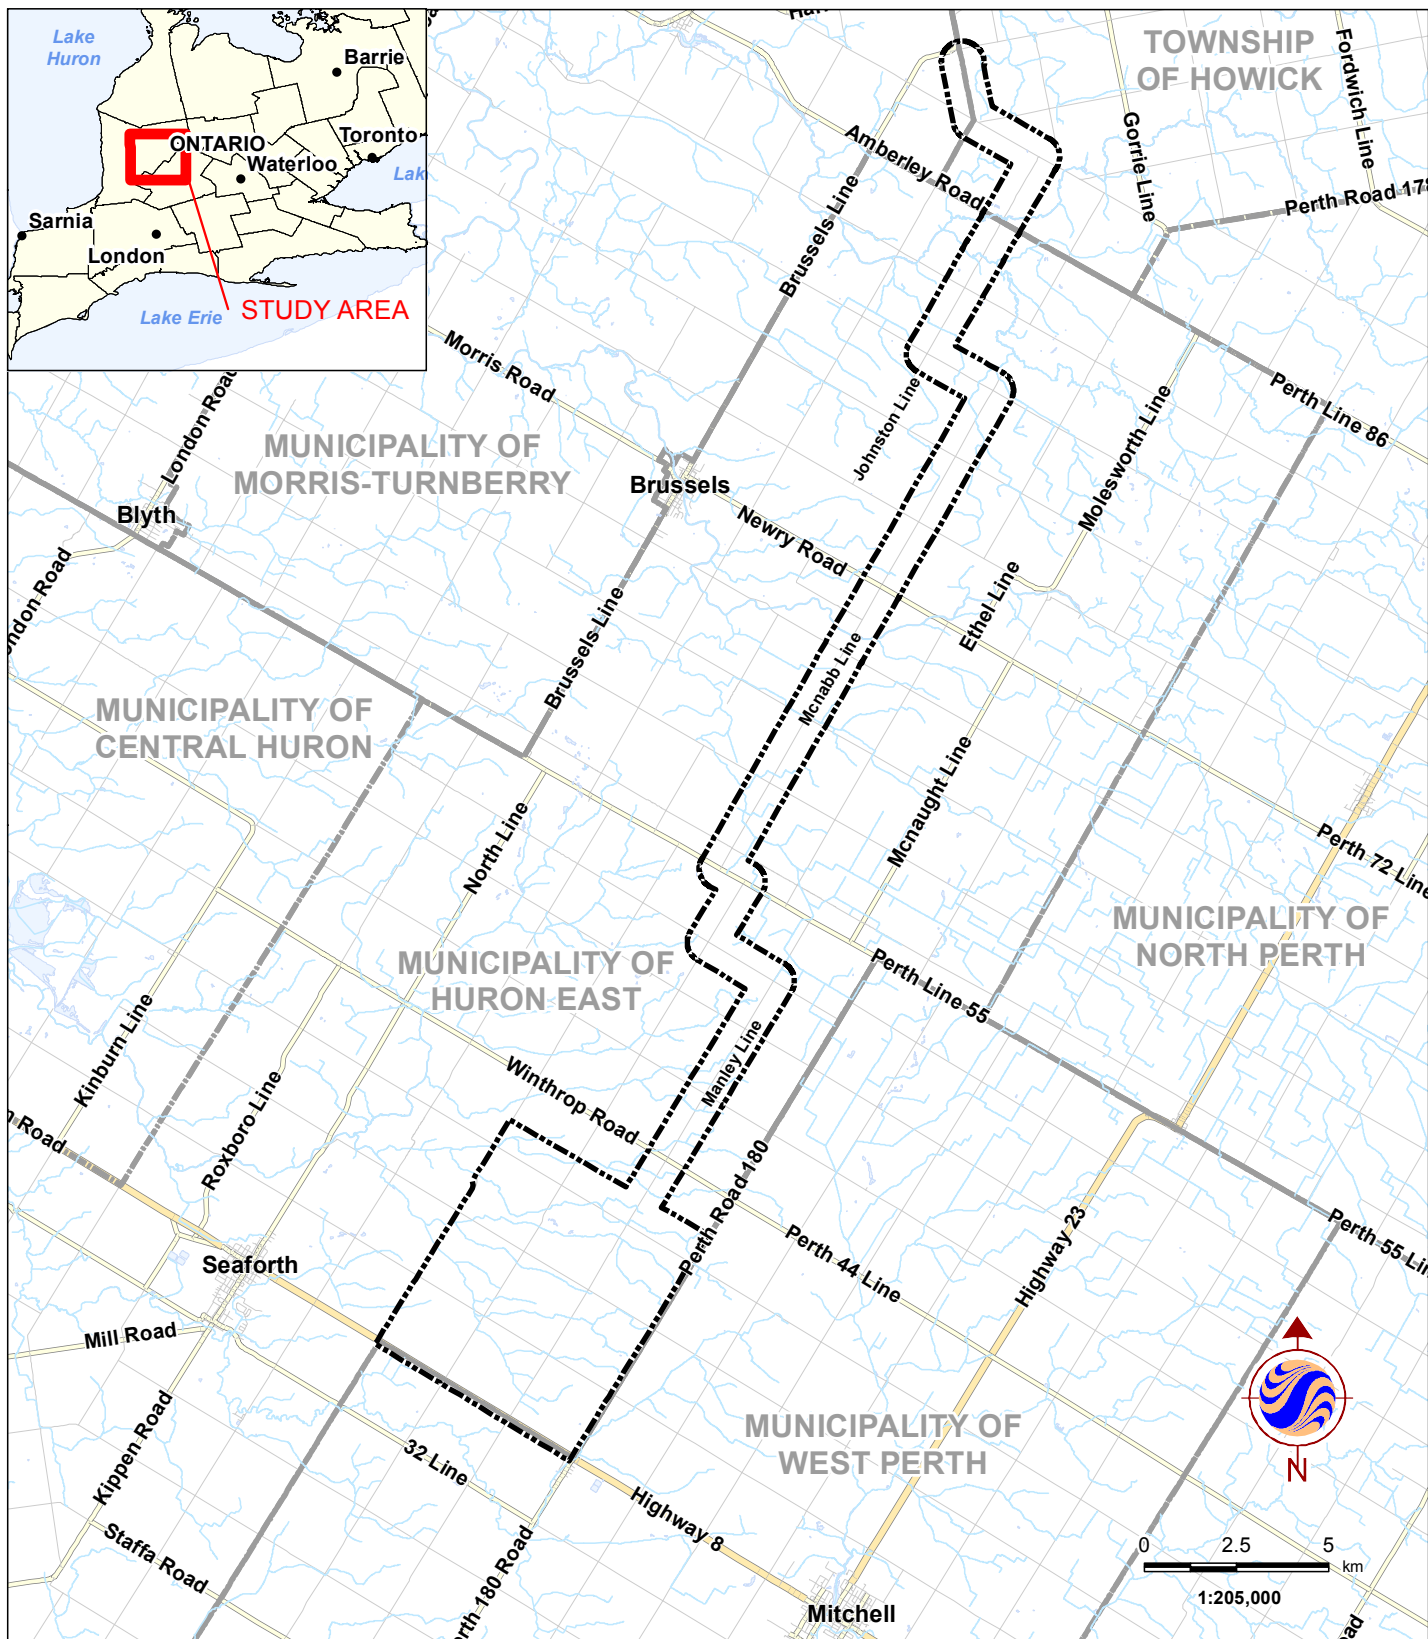 Lake
Huron
Barrie
ONTARIO
Toronto
Waterloo
Lak
Sarnia
London
Lake Erie
STUDY AREA
TOWNSHIP
OF HOWICK
Fordwich Line
Gorrie Line
Perth Road 178
Amberley Road
Brussels Line
Morris Road
Johnston Line
Perth Line 86
London Road
MUNICIPALITY OF
MORRIS-TURNBERRY
Brussels
Molesworth Line
Blyth
Newry Road
ondon Road
Ethel Line
Brussels Line
Mcnabb Line
MUNICIPALITY OF
CENTRAL HURON
Mcnaught Line
North Line
Perth 72 Line
MUNICIPALITY OF
NORTH PERTH
MUNICIPALITY OF
HURON EAST
Perth Line 55
Kinburn Line
Manley Line
Winthrop Road
n Road
Roxboro Line
Perth Road 180
Highway 23
Perth 55 Lin
Perth 44 Line
Seaforth
Mill Road
MUNICIPALITY OF
WEST PERTH
Kippen Road
32 Line
Highway 8
Staffa Road
erth 180 Road
Mitchell
N
0 2.5 5
km
1:205,000
ad